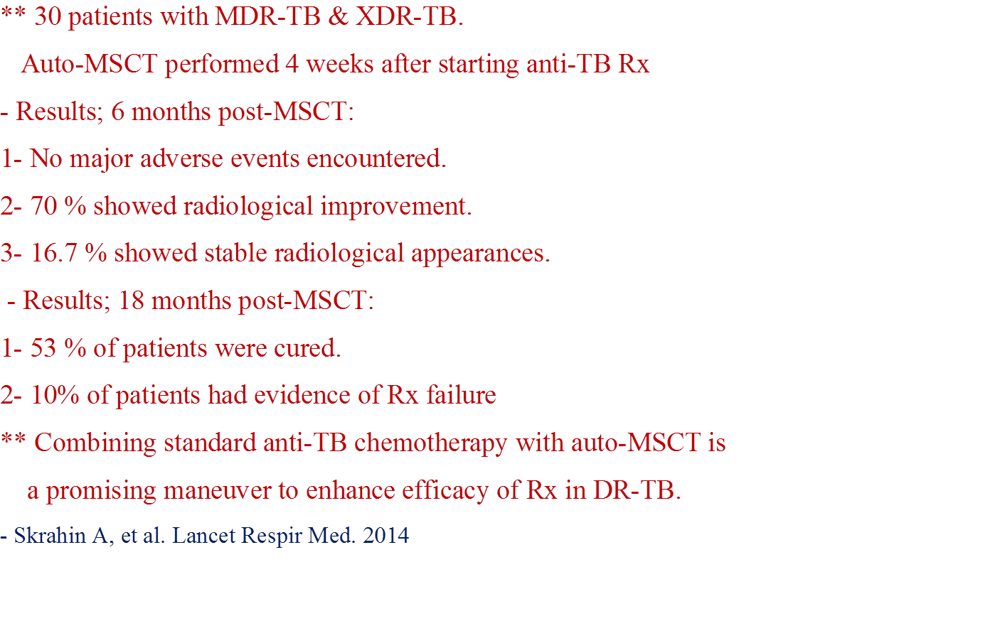 ** 30 patients with MDR-TB & XDR-TB.
Auto-MSCT performed 4 weeks after starting anti-TB Rx
- Results; 6 months post-MSCT:
1- No major adverse events encountered.
2- 70 % showed radiological improvement.
3- 16.7 % showed stable radiological appearances.
- Results; 18 months post-MSCT:
1- 53 % of patients were cured.
2- 10% of patients had evidence of Rx failure
** Combining standard anti-TB chemotherapy with auto-MSCT is
a promising maneuver to enhance efficacy of Rx in DR-TB.
- Skrahin A, et al. Lancet Respir Med. 2014